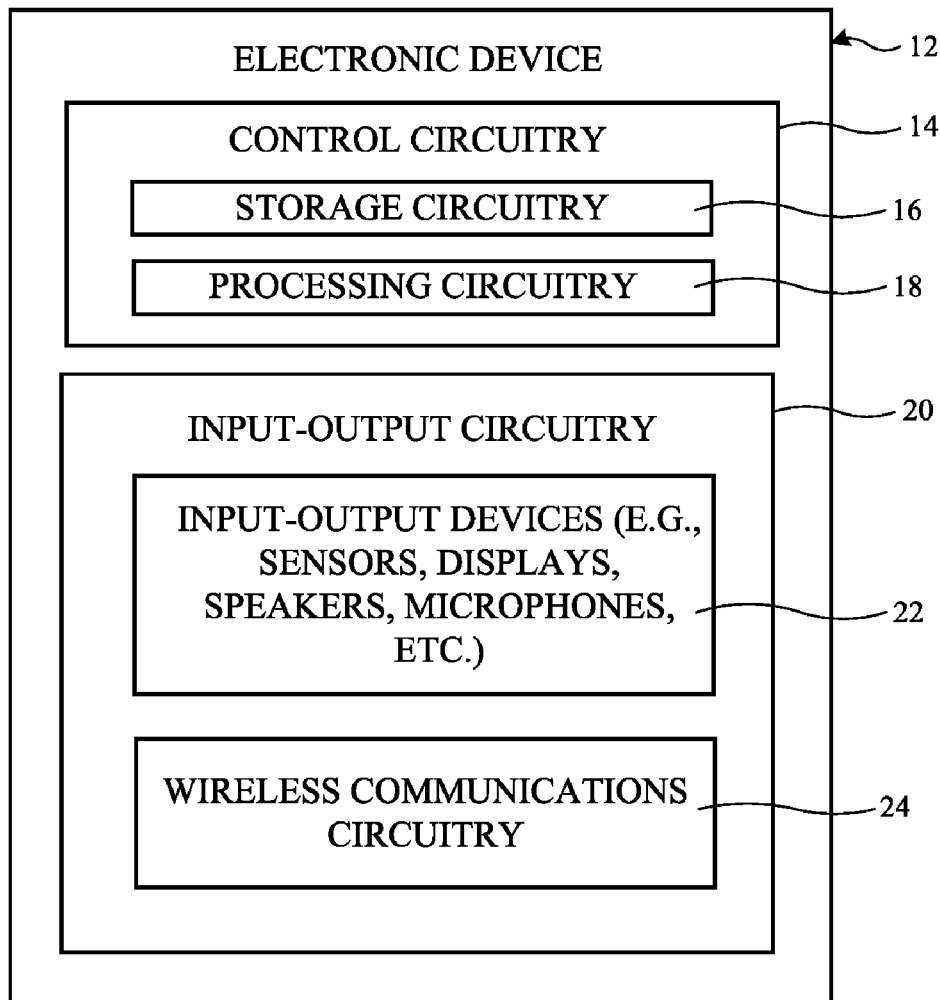 ELECTRONIC DEVICE
12
CONTROL CIRCUITRY
14
STORAGE CIRCUITRY
16
PROCESSING CIRCUITRY
18
INPUT-OUTPUT CIRCUITRY
20
INPUT-OUTPUT DEVICES (E.G.,
SENSORS, DISPLAYS,
SPEAKERS, MICROPHONES,
ETC.)
22
WIRELESS COMMUNICATIONS
CIRCUITRY
24